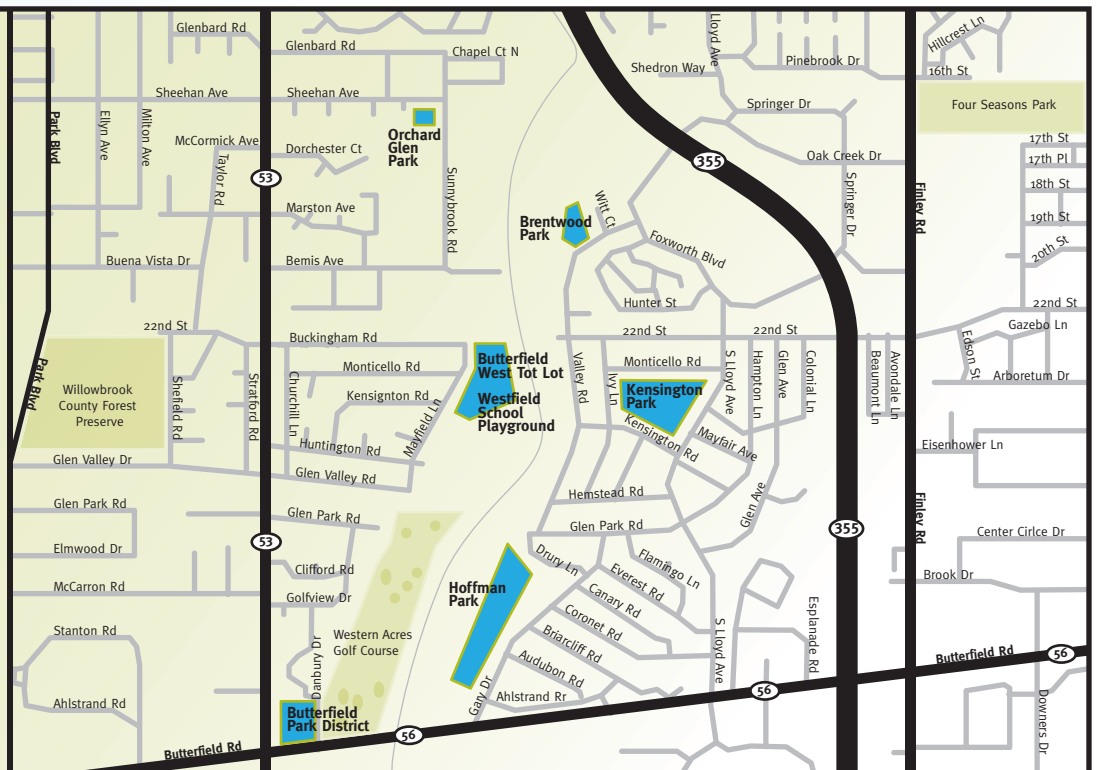 Glenbard Rd
Hillcrest Ln
Lloyd Ave
Glenbard Rd
Chapel Ct N
Pinebrook Dr
Shedron Way
16th St
Sheehan Ave
Sheehan Ave
Springer Dr
Four Seasons Park
Park Blvd
Ellyn Ave
Milton Ave
McCormick Ave
Orchard
Glen
Park
17th St
Dorchester Ct
355
Oak Creek Dr
17th Pl
Taylor Rd
53
18th St
Springer Dr
Finley Rd
Sunnybrook Rd
Marston Ave
Witt Ct
Brentwood
Park
19th St
Foxworth Blvd
20th St
Buena Vista Dr
Bemis Ave
Hunter St
22nd St
22nd St
Buckingham Rd
22nd St
22nd St
Gazebo Ln
Edson St
Butterfield
West Tot Lot
Westfield
School
Playground
Monticello Rd
Monticello Rd
Park Blvd
Willowbrook
County Forest
Preserve
Shefield Rd
Stratford Rd
Churchill Ln
Kensignton Rd
Mayfield Ln
Valley Rd
Ivy Ln
Kensington
Park
S Lloyd Ave
Hampton Ln
Glen Ave
Colonial Ln
Beaumont Ln
Avondale Ln
Arboretum Dr
Kensington Rd
Mayfair Ave
Huntington Rd
Eisenhower Ln
Glen Valley Dr
Glen Valley Rd
Hemstead Rd
Glen Ave
Glen Park Rd
Glen Park Rd
Glen Park Rd
355
Finley Rd
Center Cirlce Dr
53
Elmwood Dr
Drury Ln
Flamingo Ln
Clifford Rd
Everest Rd
Brook Dr
McCarron Rd
Golfview Dr
Hoffman
Park
Canary Rd
Coronet Rd
Esplanade Rd
Stanton Rd
Western Acres
Golf Course
Briarcliff Rd
S Lloyd Ave
Butterfield Rd
56
Danbury Dr
Audubon Rd
Ahlstrand Rd
Gary Dr
Ahlstrand Rr
56
Downers Dr
Butterfield
Park District
56
Butterfield Rd